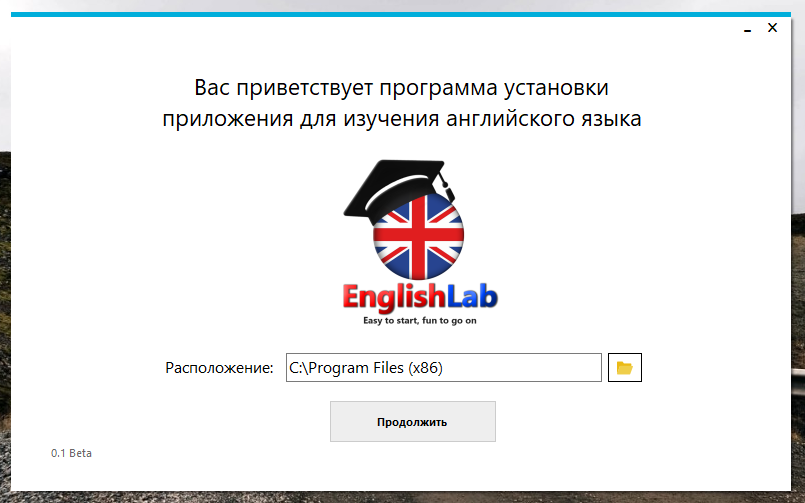 Вас приветствует программа установки
приложения для изучения английского языка
EnglishLab
Easy to start, fun to go on
Расположение: C:\Program Files (x86)
Продолжить
0.1 Beta